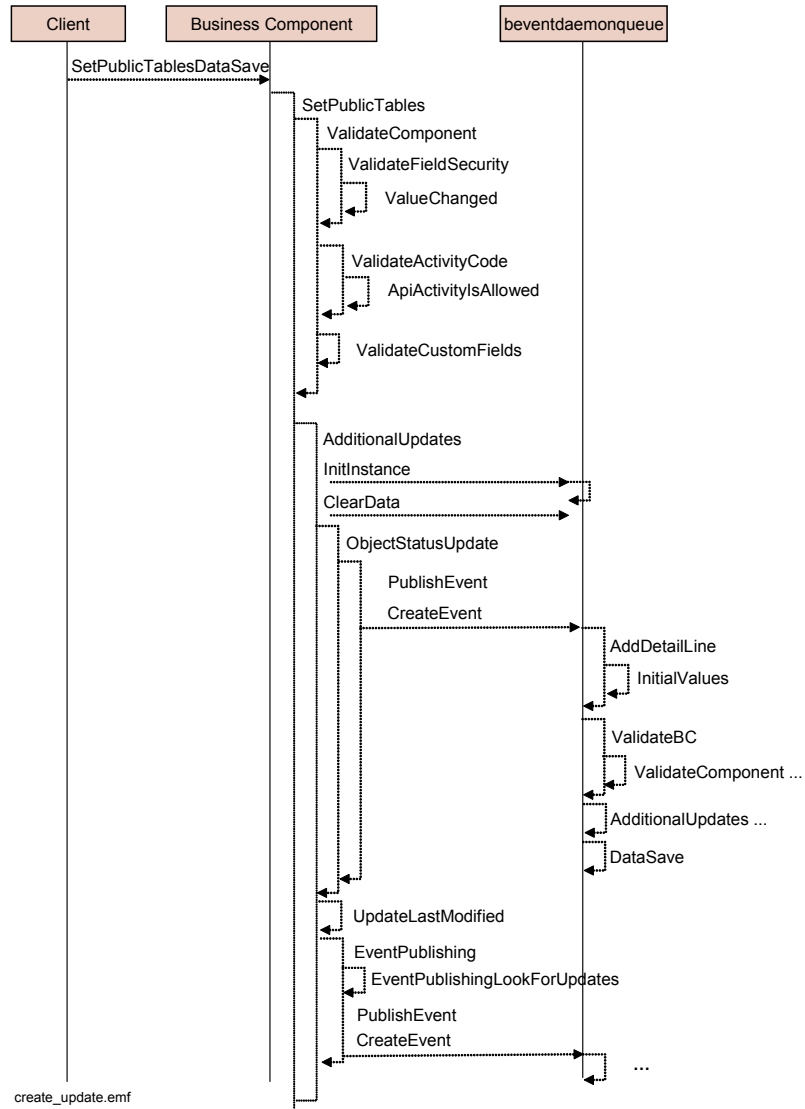 Client
Business Component
beventdaemonqueue
SetPublicTablesDataSave
SetPublicTables
ValidateComponent
ValidateFieldSecurity
ValueChanged
ValidateActivityCode
ApiActivityIsAllowed
ValidateCustomFields
AdditionalUpdates
InitInstance
ClearData
ObjectStatusUpdate
PublishEvent
CreateEvent
AddDetailLine
InitialValues
ValidateBC
ValidateComponent ...
AdditionalUpdates ...
DataSave
UpdateLastModified
EventPublishing
EventPublishingLookForUpdates
PublishEvent
CreateEvent
...
create_update.emf